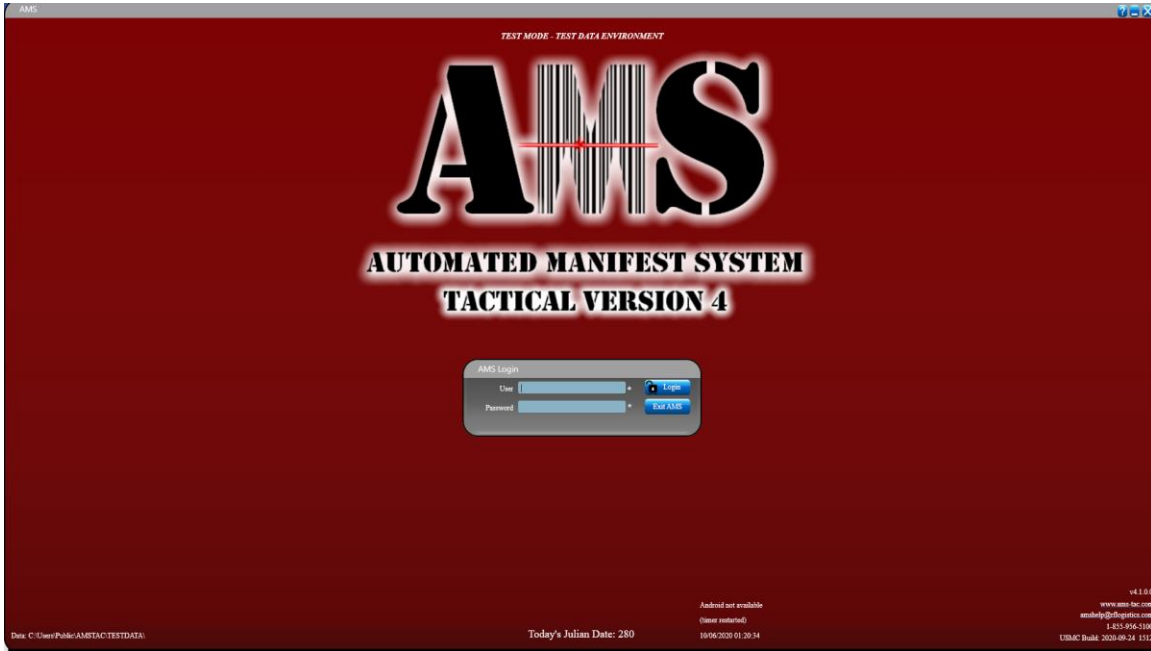 AMS
TEST MODE - TEST DATA ENVIRONMENT
AMS
AUTOMATED MANIFEST SYSTEM
TACTICAL VERSION 4
AMS Login
User * Login
Password * Exit AMS
Android not available
(timer restarted)
10/06/2020 01:20:34
Data: C:\Users\Public\AMSTAC\TESTDATA\
Today's Julian Date: 280
v4.1.0.0
www.ams-tac.com
amshelp@rflogistics.com
1-855-956-5100
USMC Build: 2020-09-24 1512